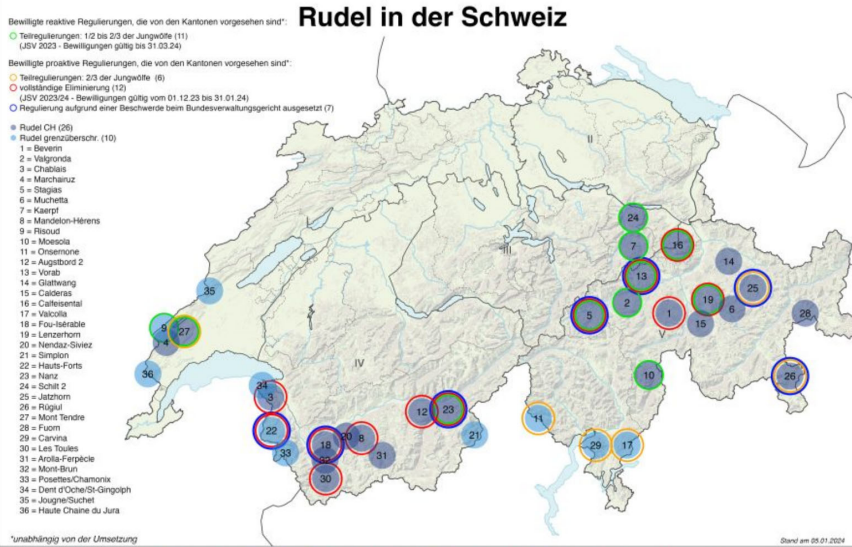 Rudel in der Schweiz
Bewilligte reaktive Regulierungen, die von den Kantonen vorgesehen sind*:
Teilregulierungen: 1/2 bis 2/3 der Jungwölfe (11)
(JSV 2023 - Bewilligungen gültig bis 31.03.24)
Bewilligte proaktive Regulierungen, die von den Kantonen vorgesehen sind*:
Teilregulierungen: 2/3 der Jungwölfe (6)
vollständige Eliminierung (12)
(JSV 2023/24 - Bewilligungen gültig vom 01.12.23 bis 31.01.24)
Regulierung aufgrund einer Beschwerde beim Bundesverwaltungsgericht ausgesetzt (7)
Rudel CH (26)
Rudel grenzüberschr. (10)
1 = Beverin
2 = Valgronda
3 = Chablais
4 = Marchairuz
5 = Stagias
6 = Muchetta
7 = Kaerpf
8 = Mandelon-Hérens
9 = Risoud
10 = Moesola
11 = Onsernone
12 = Augstbord 2
13 = Vorab
14 = Glattwang
15 = Calderas
16 = Calfeisental
17 = Valcolla
18 = Fou-Isérable
19 = Lenzerhorn
20 = Nendaz-Siviez
21 = Simplon
22 = Hauts-Forts
23 = Nanz
24 = Schilt 2
25 = Jatzhorn
26 = Rügiul
27 = Mont Tendre
28 = Fuorn
29 = Carvina
30 = Les Toules
31 = Arolla-Ferpècle
32 = Mont-Brun
33 = Posettes/Chamonix
34 = Dent d'Oche/St-Gingolph
35 = Jougne/Suchet
36 = Haute Chaine du Jura
I
II
III
IV
V
24
7
16
13
14
25
2
19
6
5
1
15
28
10
26
35
9
27
4
36
34
3
22
33
18
20
8
32
31
30
12
23
21
11
29
17
*unabhängig von der Umsetzung
Stand am 05.01.2024